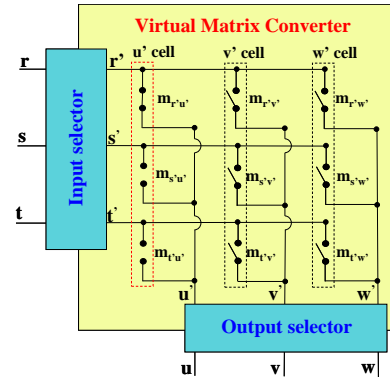 Virtual Matrix Converter
u' cell v' cell w' cell
r r'
m r'u' m r'v' m r'w'
s s'
m s'u' m s'v' m s'w'
t t'
m t'u' m t'v' m t'w'
Input selector
u' v' w'
Output selector
u v w